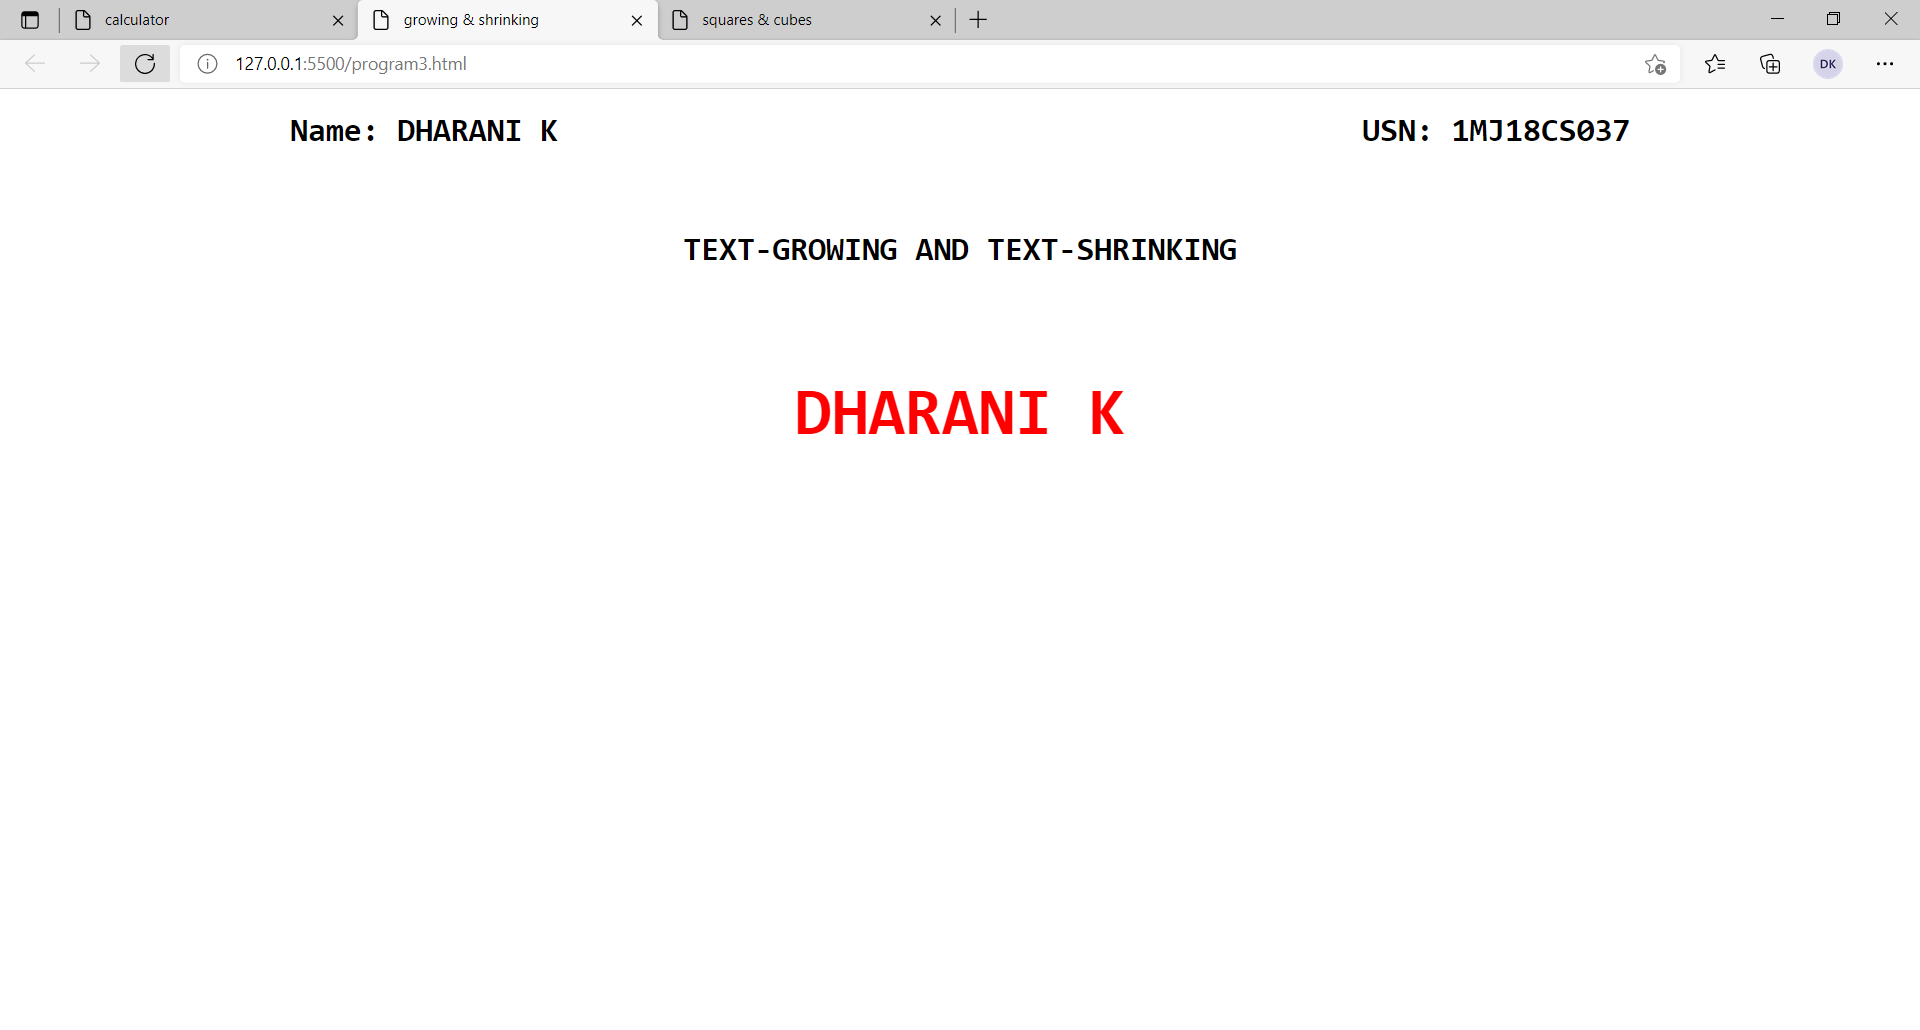 calculator growing & shrinking squares & cubes
127.0.0.1:5500/program3.html DK
Name: DHARANI K USN: 1MJ18CS037
TEXT-GROWING AND TEXT-SHRINKING
DHARANI K